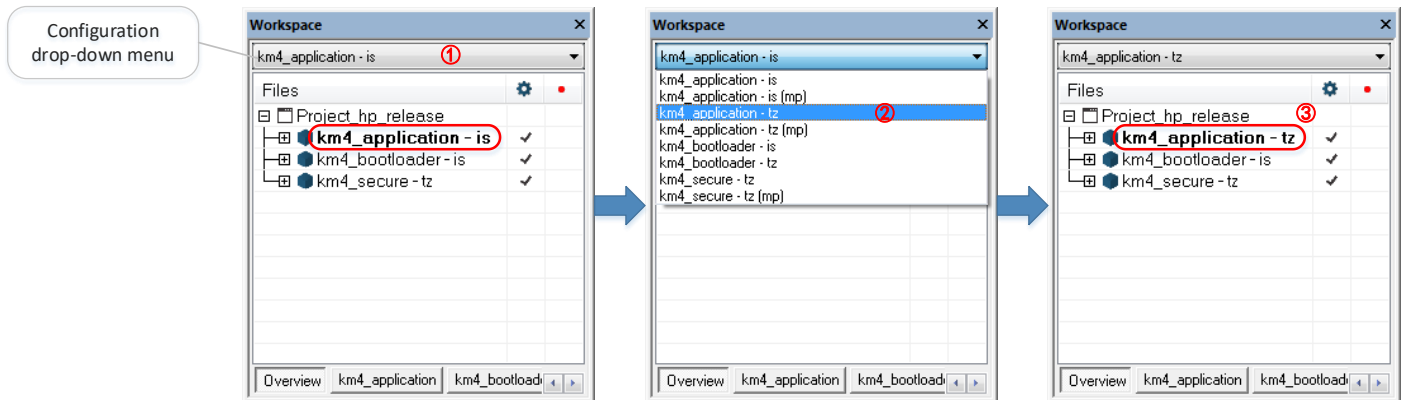 Configuration
drop-down menu
Workspace
km4_application - is ①
Files
Project_hp_release
km4_application - is
km4_bootloader - is
km4_secure - tz
Overview km4_application km4_bootload
Workspace
km4_application - is
km4_application - is
km4_application - is (mp)
km4_application - tz ②
km4_application - tz (mp)
km4_bootloader - is
km4_bootloader - tz
km4_secure - tz
km4_secure - tz (mp)
Overview km4_application km4_bootload
Workspace
km4_application - tz
Files
Project_hp_release ③
km4_application - tz
km4_bootloader - is
km4_secure - tz
Overview km4_application km4_bootload